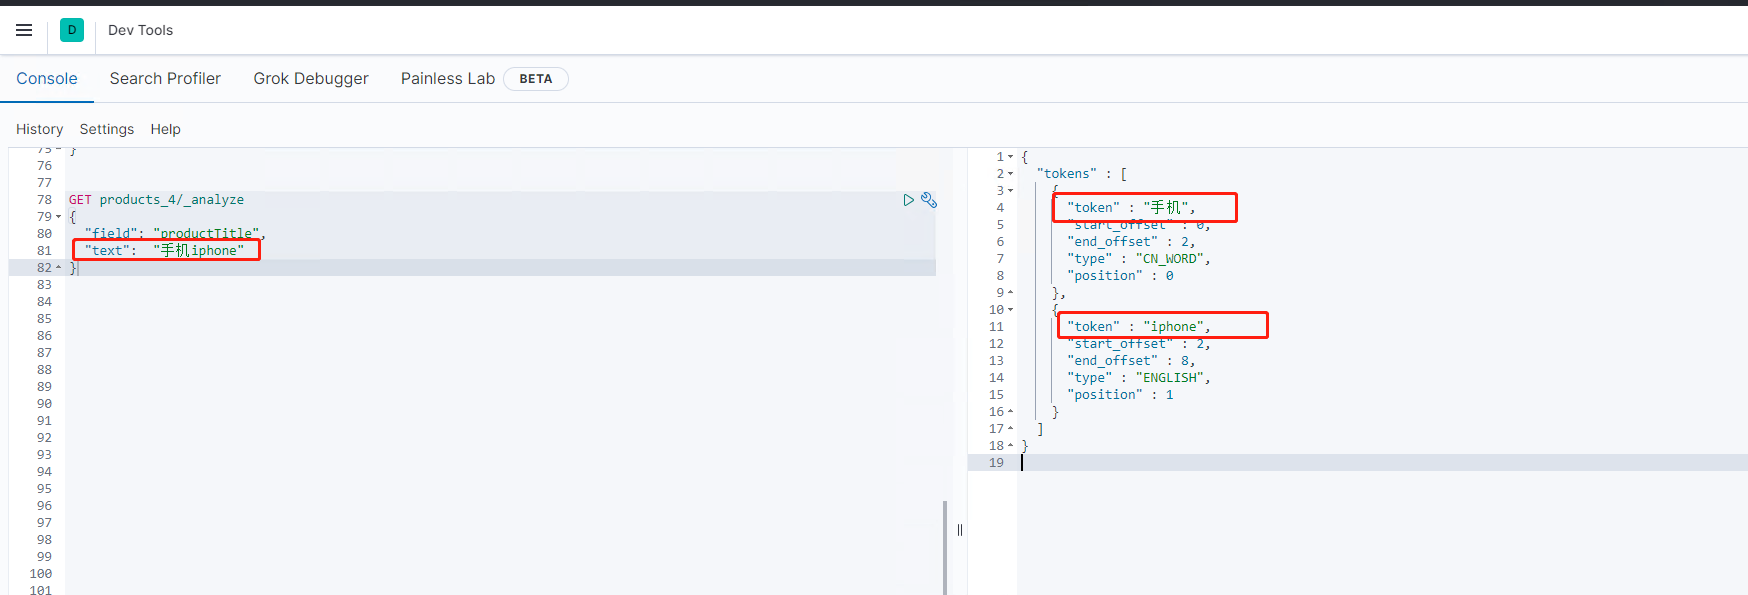 D Dev Tools
Console Search Profiler Grok Debugger Painless Lab BETA
History Settings Help
75 }
76
77
78 GET products_4/_analyze
79 {
80 "field": "productTitle",
81 "text": "手机iphone"
82 }
83
84
85
86
87
88
89
90
91
92
93
94
95
96
97
98
99
100
101
1 {
2 "tokens" : [
3 {
4 "token" : "手机",
5 "start_offset" : 0,
6 "end_offset" : 2,
7 "type" : "CN_WORD",
8 "position" : 0
9 },
10 {
11 "token" : "iphone",
12 "start_offset" : 2,
13 "end_offset" : 8,
14 "type" : "ENGLISH",
15 "position" : 1
16 }
17 ]
18 }
19